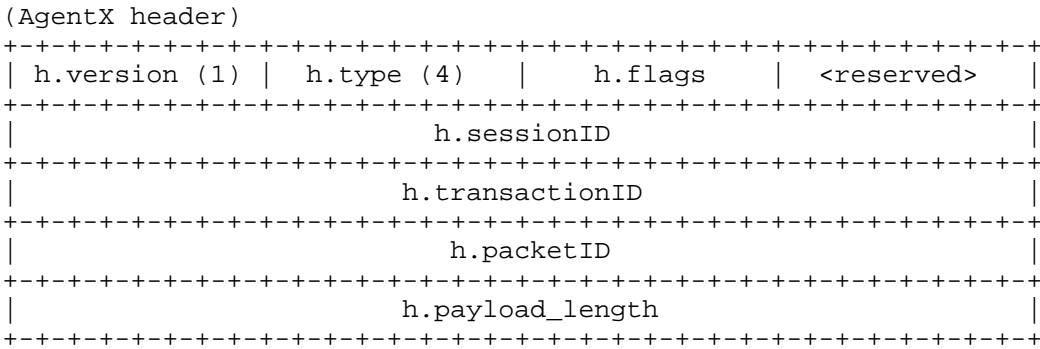 (AgentX header)
+-+-+-+-+-+-+-+-+-+-+-+-+-+-+-+-+-+-+-+-+-+-+-+-+-+-+-+-+-+-+-+-+
| h.version (1) |  h.type (4)   |    h.flags    |  <reserved>   |
+-+-+-+-+-+-+-+-+-+-+-+-+-+-+-+-+-+-+-+-+-+-+-+-+-+-+-+-+-+-+-+-+
|                          h.sessionID                          |
+-+-+-+-+-+-+-+-+-+-+-+-+-+-+-+-+-+-+-+-+-+-+-+-+-+-+-+-+-+-+-+-+
|                        h.transactionID                        |
+-+-+-+-+-+-+-+-+-+-+-+-+-+-+-+-+-+-+-+-+-+-+-+-+-+-+-+-+-+-+-+-+
|                           h.packetID                          |
+-+-+-+-+-+-+-+-+-+-+-+-+-+-+-+-+-+-+-+-+-+-+-+-+-+-+-+-+-+-+-+-+
|                        h.payload_length                       |
+-+-+-+-+-+-+-+-+-+-+-+-+-+-+-+-+-+-+-+-+-+-+-+-+-+-+-+-+-+-+-+-+